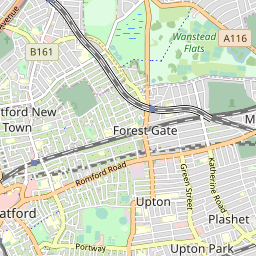 Avenue
B161
Wanstead
Flats
A116
tford New
Town
Forest Gate
M
Romford Road
Green Street
Katherine Road
Upton
atford
Plashet
Portway
Upton Park